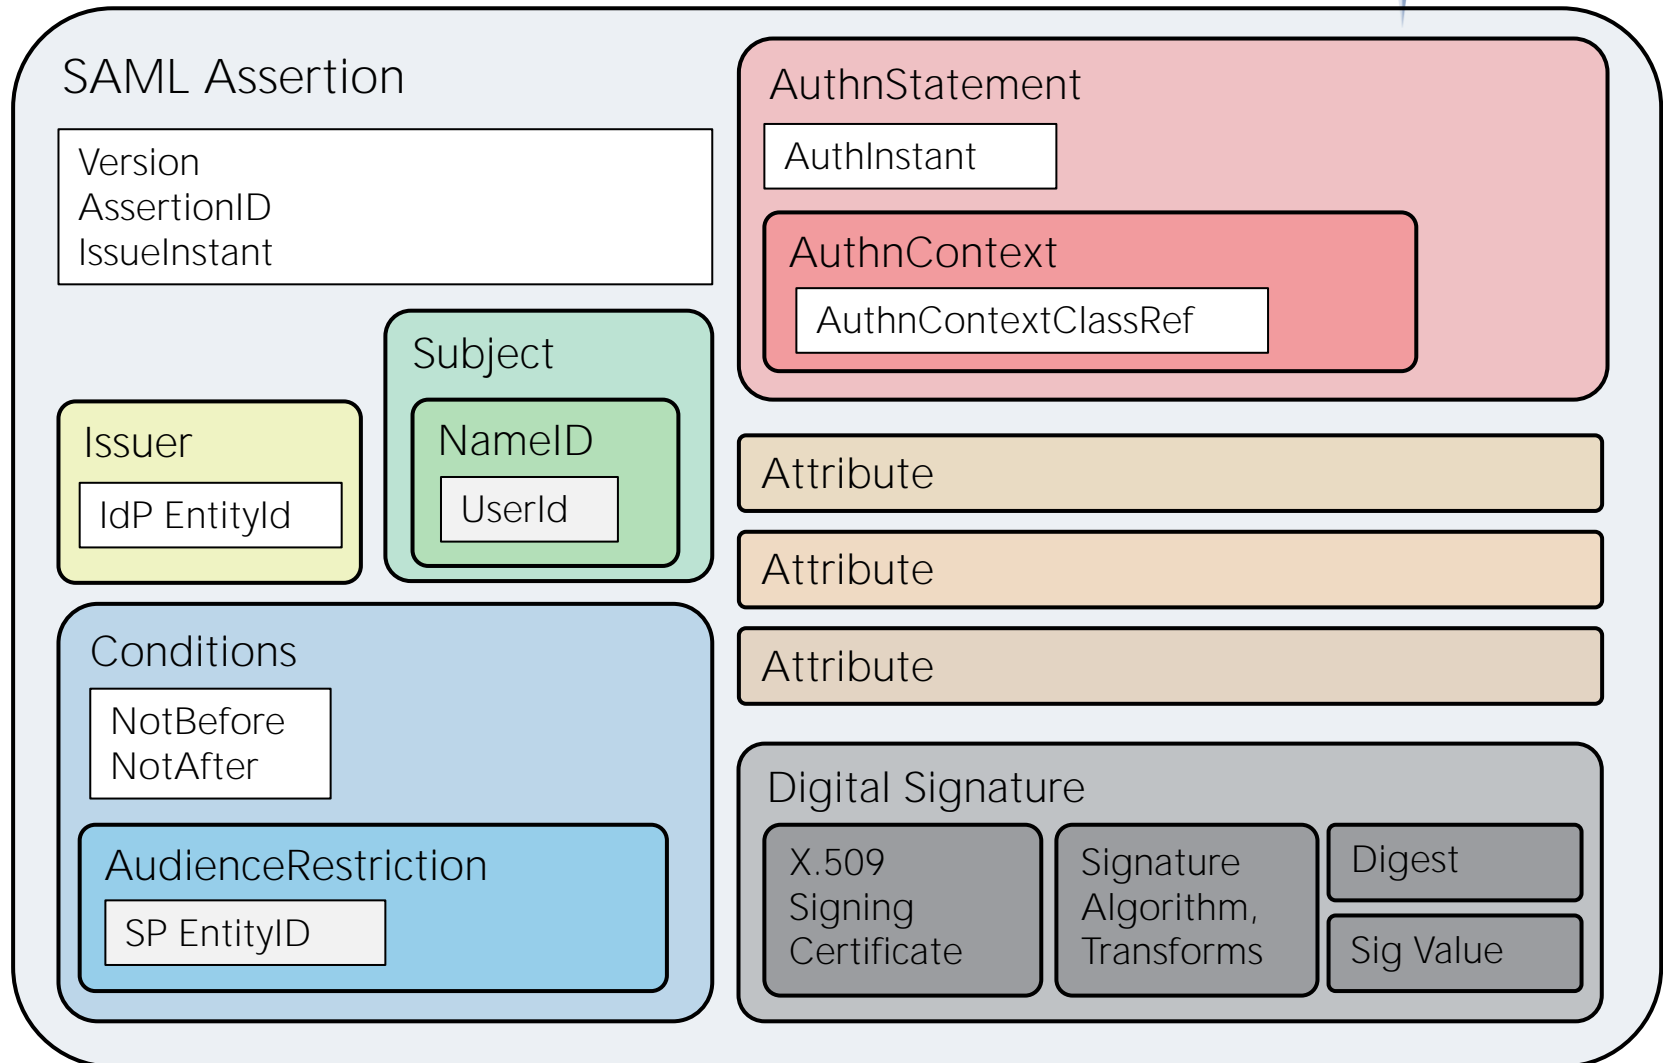 SAML Assertion
Version
AssertionID
IssueInstant
Subject
NameID
UserId
Issuer
IdP EntityId
Conditions
NotBefore
NotAfter
AudienceRestriction
SP EntityID
AuthnStatement
AuthInstant
AuthnContext
AuthnContextClassRef
Attribute
Attribute
Attribute
Digital Signature
X.509
Signing
Certificate
Signature
Algorithm,
Transforms
Digest
Sig Value